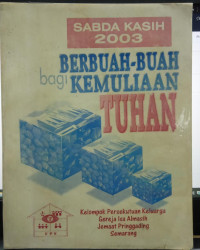 SABDA KASIH
2003
BERBUAH-BUAH
bagi KEMULIAAN
TUHAN
Kelompok Persekutuan Keluarga
Gereja Isa Almasih
Jemaat Pringgading
Semarang